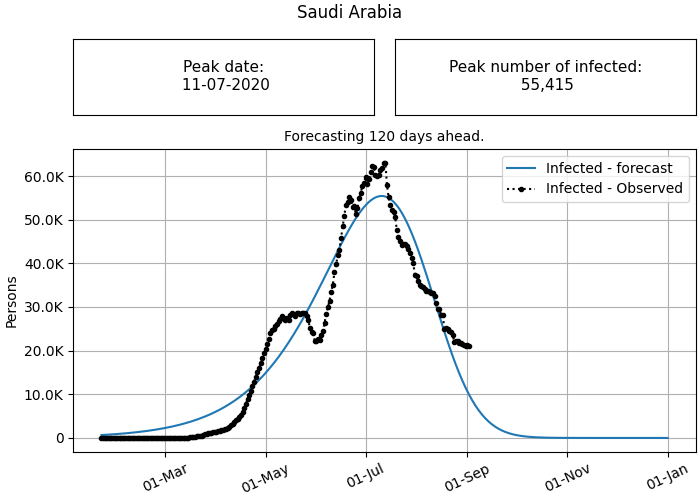 Saudi Arabia
Peak date:
11-07-2020
Peak number of infected:
55,415
Forecasting 120 days ahead.
Infected - forecast
Infected - Observed
60.0K
50.0K
40.0K
30.0K
20.0K
10.0K
0
Persons
01-Mar
01-May
01-Jul
01-Sep
01-Nov
01-Jan